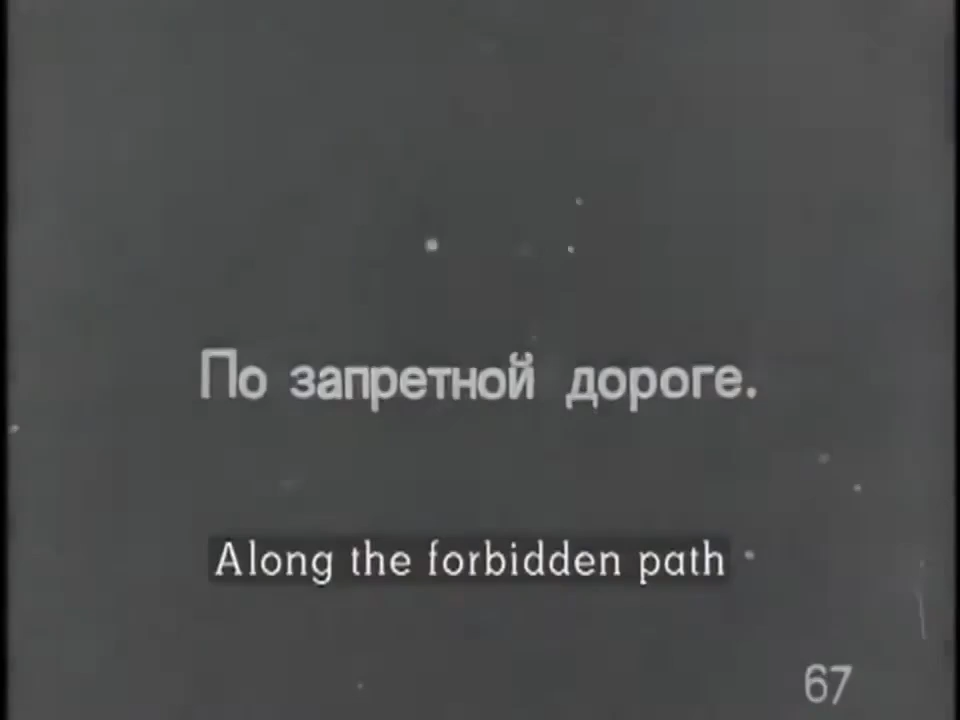 По запретной дороге.
Along the forbidden path
67